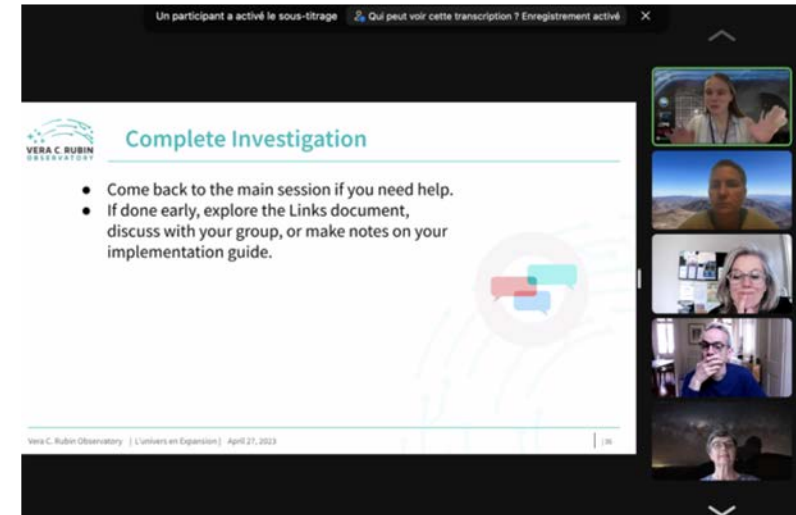 Un participant a activé le sous-titrage Qui peut voir cette transcription ? Enregistrement activé
VERA C. RUBIN
OBSERVATORY
Complete Investigation
● Come back to the main session if you need help.
● If done early, explore the Links document,
discuss with your group, or make notes on your
implementation guide.
Vera C. Rubin Observatory | L'univers en Expansion | April 27, 2023